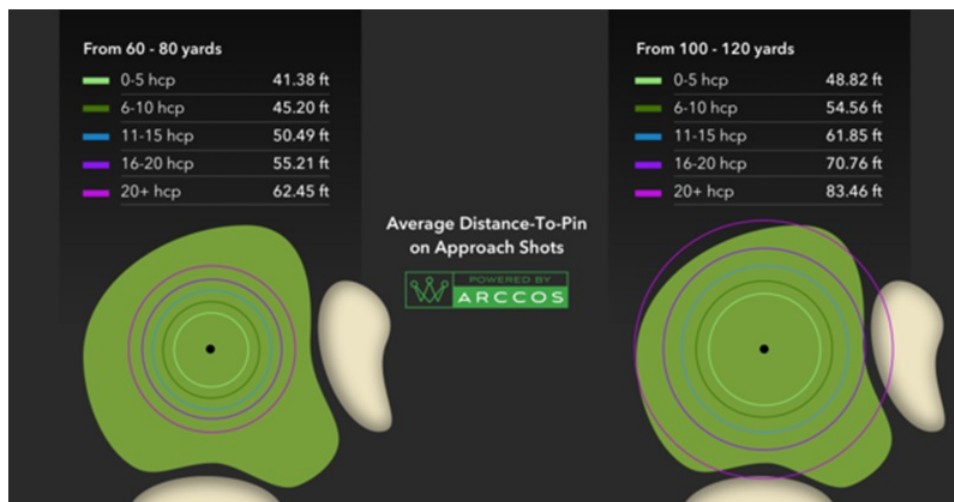 From 60 - 80 yards
0-5 hcp 41.38 ft
6-10 hcp 45.20 ft
11-15 hcp 50.49 ft
16-20 hcp 55.21 ft
20+ hcp 62.45 ft
Average Distance-To-Pin
on Approach Shots
POWERED BY
ARCCOS
From 100 - 120 yards
0-5 hcp 48.82 ft
6-10 hcp 54.56 ft
11-15 hcp 61.85 ft
16-20 hcp 70.76 ft
20+ hcp 83.46 ft